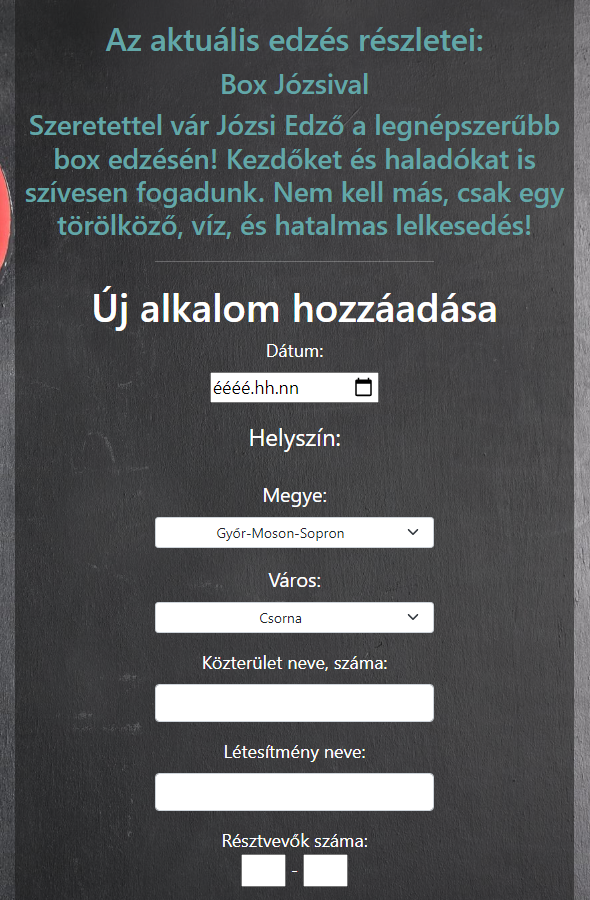 Az aktuális edzés részletei:
Box Józsival
Szeretettel vár Józsi Edző a legnépszerűbb
box edzésén! Kezdőket és haladókat is
szívesen fogadunk. Nem kell más, csak egy
törölköző, víz, és hatalmas lelkesedés!
Új alkalom hozzáadása
Dátum:
éééé.hh.nn
Helyszín:
Megye:
Győr-Moson-Sopron
Város:
Csorna
Közterület neve, száma:
Létesítmény neve:
Résztvevők száma:
-